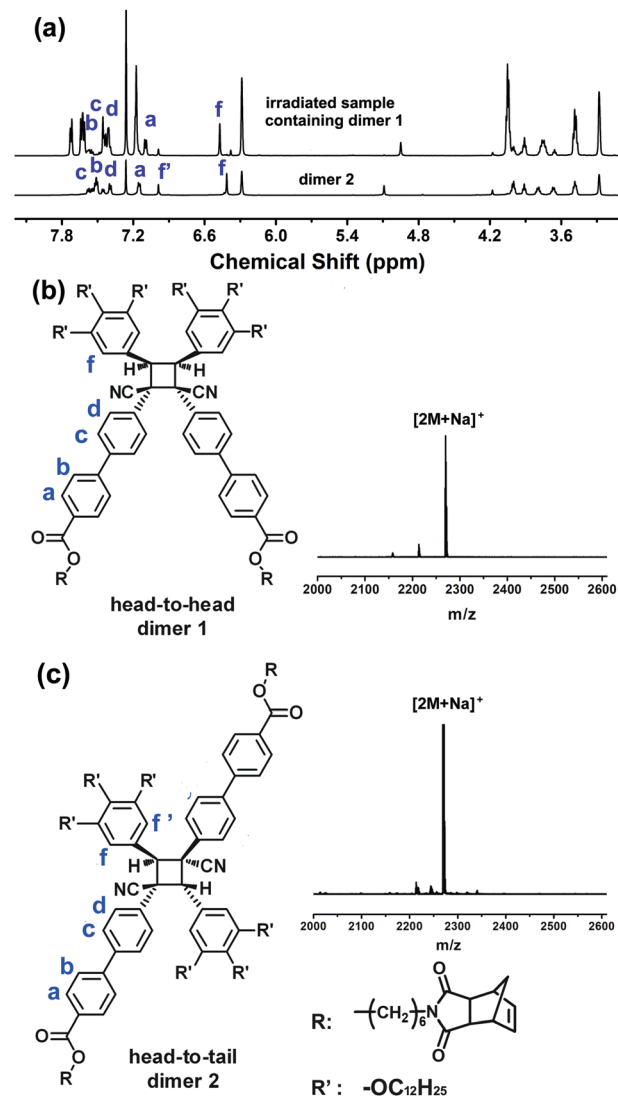 (a)
c
d
b
a
f
irradiated sample
containing dimer 1
c
b
d
a
f'
f
dimer 2
7.8 7.2 6.6 6.0 5.4 4.8 4.2 3.6
Chemical Shift (ppm)
(b)
R' R' R' R'
R' R'
f
H H
NC CN
d
c
b
a
O O
O O
R R
head-to-head
dimer 1
[2M+Na]+
2000 2100 2200 2300 2400 2500 2600
m/z
(c)
R
O
O
R' R'
R' f '
f
H CN
NC H
d
c
b
a
R'
R' R'
O
O
R
head-to-tail
dimer 2
[2M+Na]+
2000 2100 2200 2300 2400 2500 2600
m/z
R: (CH2)6 N
O
O
R' : -OC12H25